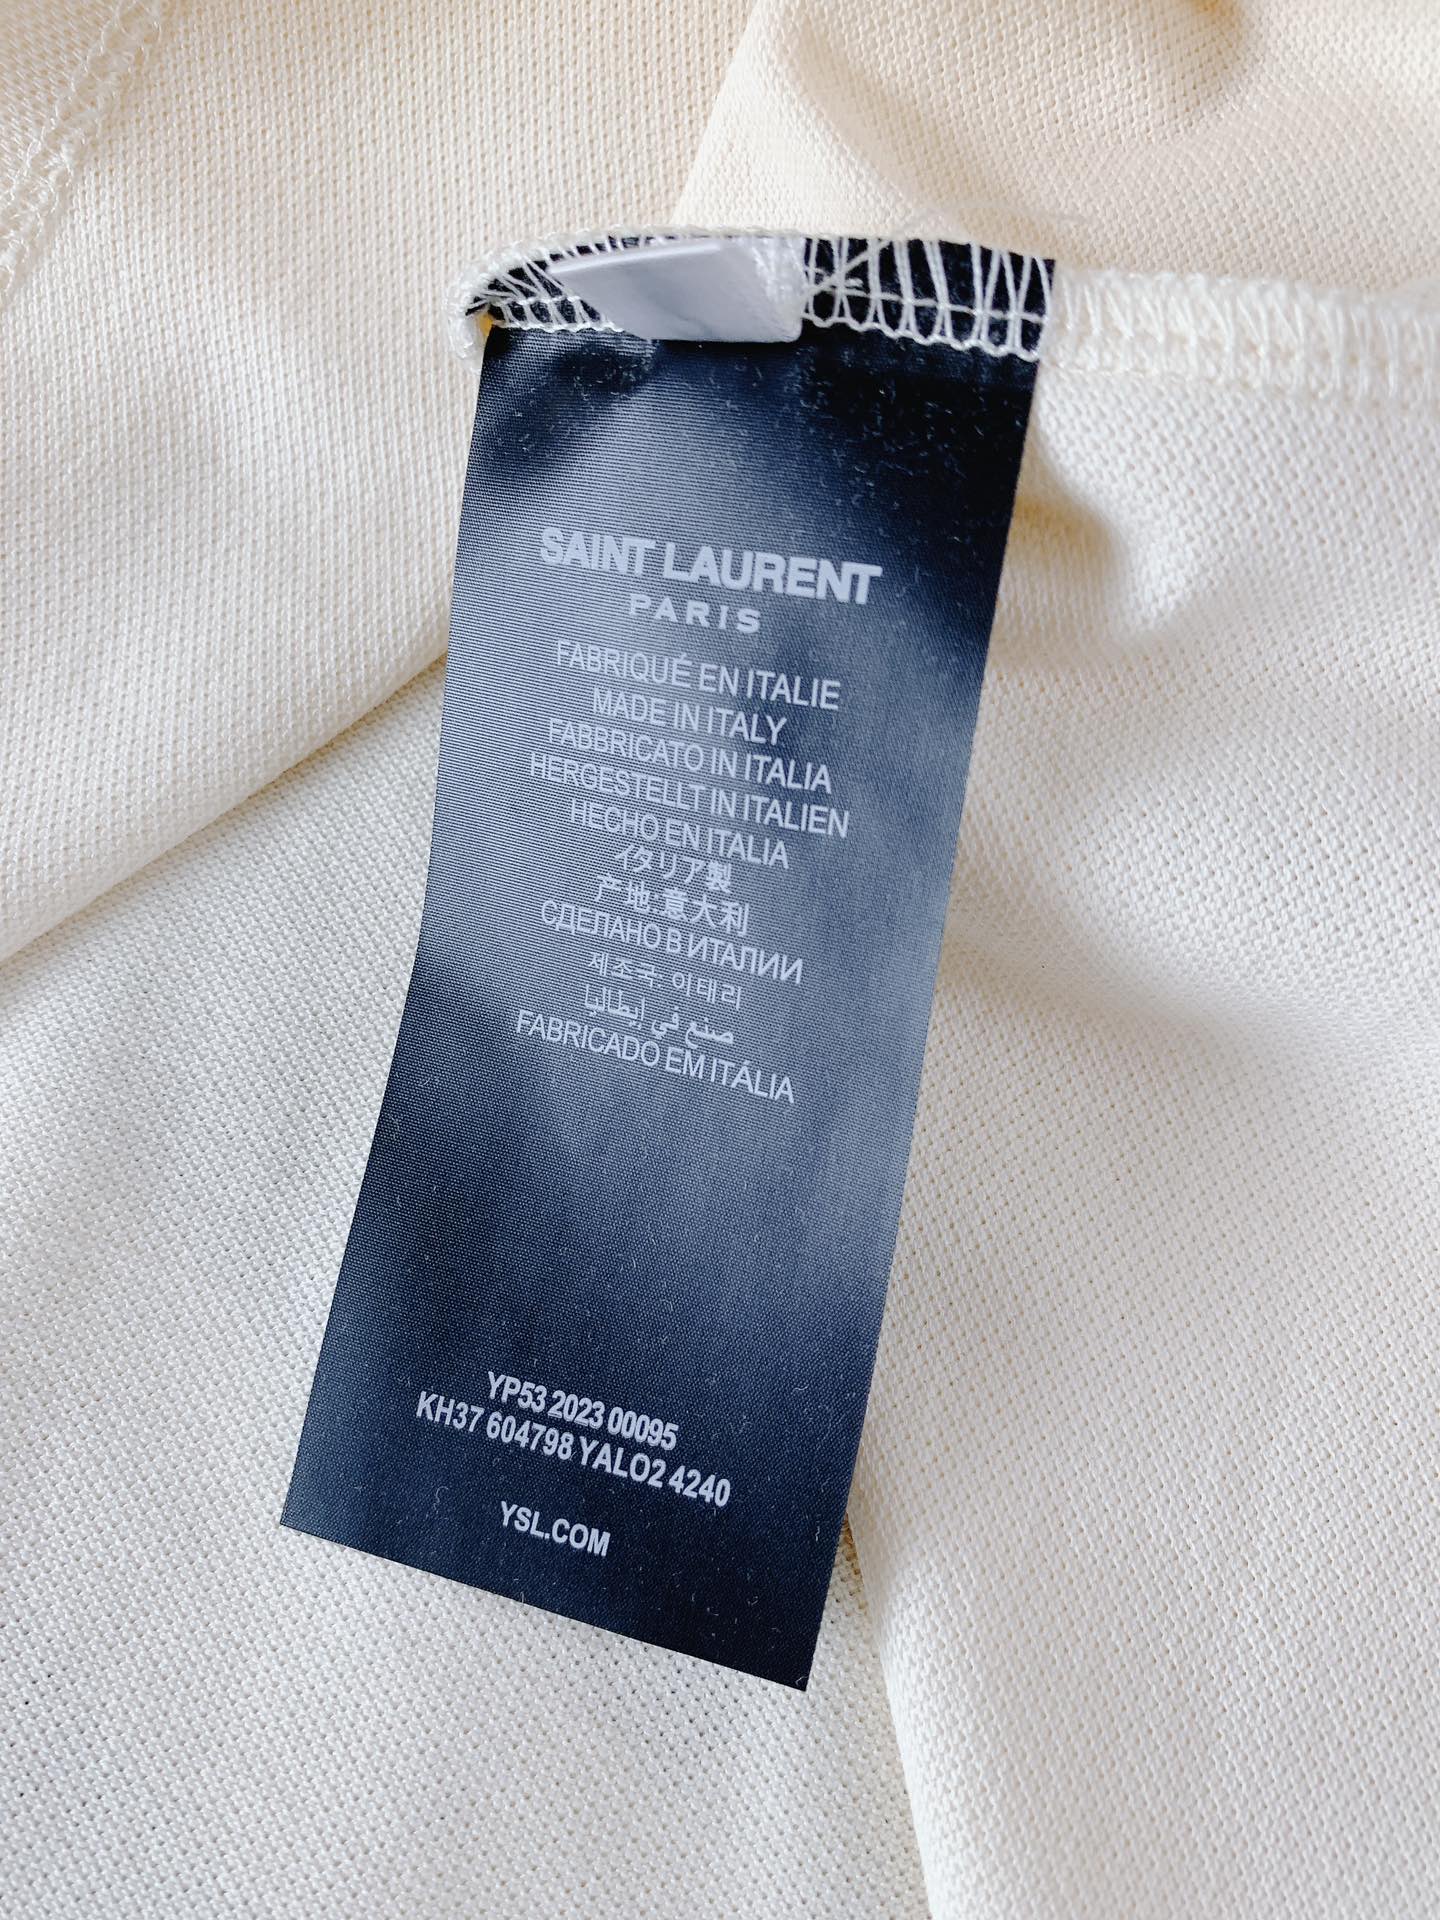 SAINT LAURENT
PARIS
FABRIQUÉ EN ITALIE
MADE IN ITALY
FABBRICATO IN ITALIA
HERGESTELLT IN ITALIEN
HECHO EN ITALIA
イタリア製
产地:意大利
СДЕЛАНО В ИТАЛИИ
제조국: 이태리
صنع في إيطاليا
FABRICADO EM ITÁLIA
YP53 2023 00095
KH37 604798 YALO2 4240
YSL.COM